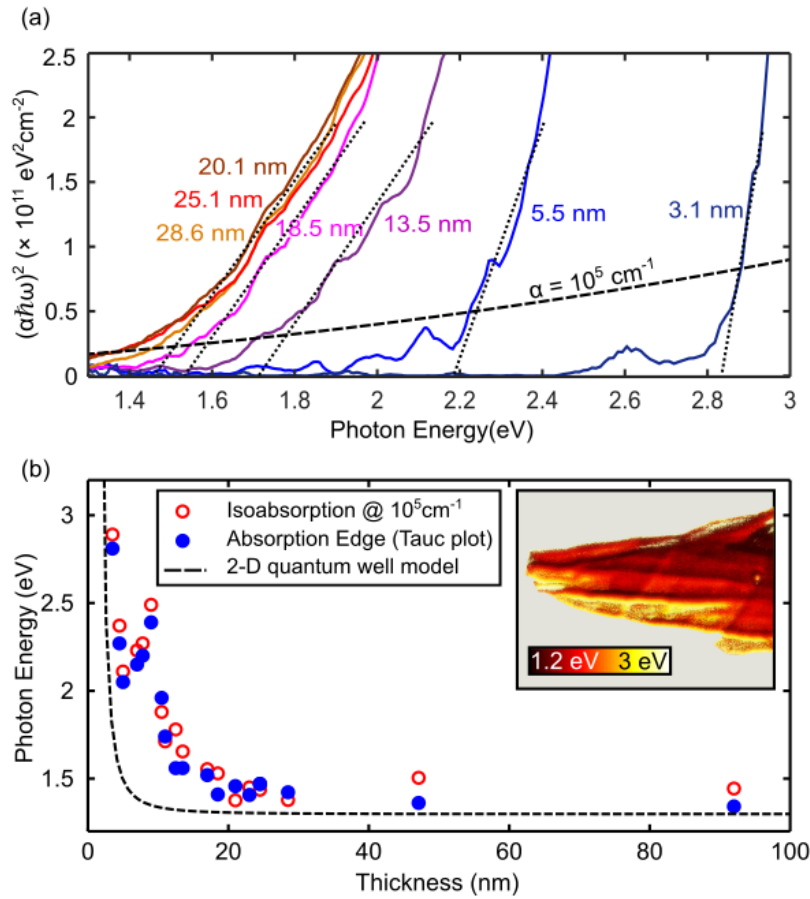 (a)
2.5
2
1.5
1
0.5
0
(αħω)² (× 10¹¹ eV²cm⁻²)
20.1 nm
25.1 nm
28.6 nm
18.5 nm
13.5 nm
5.5 nm
3.1 nm
α = 10⁵ cm⁻¹
1.4 1.6 1.8 2 2.2 2.4 2.6 2.8 3
Photon Energy(eV)
(b)
3
2.5
2
1.5
1
Photon Energy (eV)
Isoabsorption @ 10⁵cm⁻¹
Absorption Edge (Tauc plot)
2-D quantum well model
1.2 eV 3 eV
0 20 40 60 80 100
Thickness (nm)